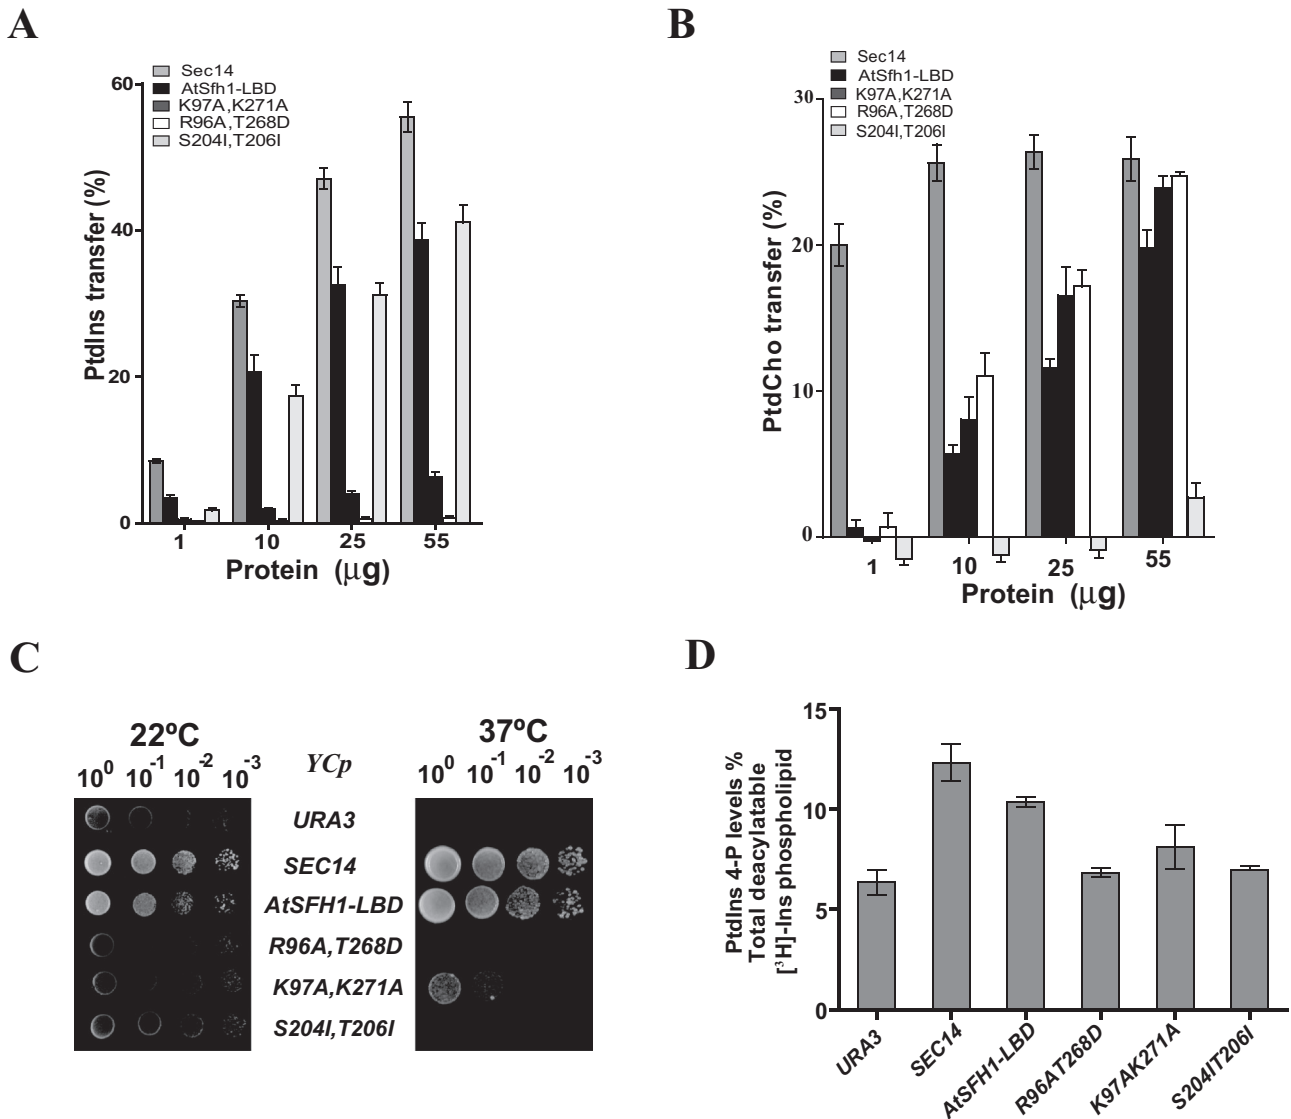 A
Sec14
AtSfh1-LBD
K97A,K271A
R96A,T268D
S204I,T206I
60
40
20
0
PtdIns transfer (%)
1 10 25 55
Protein (μg)
B
Sec14
AtSfh1-LBD
K97A,K271A
R96A,T268D
S204I,T206I
30
20
10
0
PtdCho transfer (%)
1 10 25 55
Protein (μg)
C
22ºC
10⁰ 10⁻¹ 10⁻² 10⁻³
YCp
37ºC
10⁰ 10⁻¹ 10⁻² 10⁻³
URA3
SEC14
AtSFH1-LBD
R96A,T268D
K97A,K271A
S204I,T206I
D
PtdIns 4-P levels %
Total deacylatable
[³H]-Ins phospholipid
15
10
5
0
URA3
SEC14
AtSFH1-LBD
R96AT268D
K97AK271A
S204IT206I